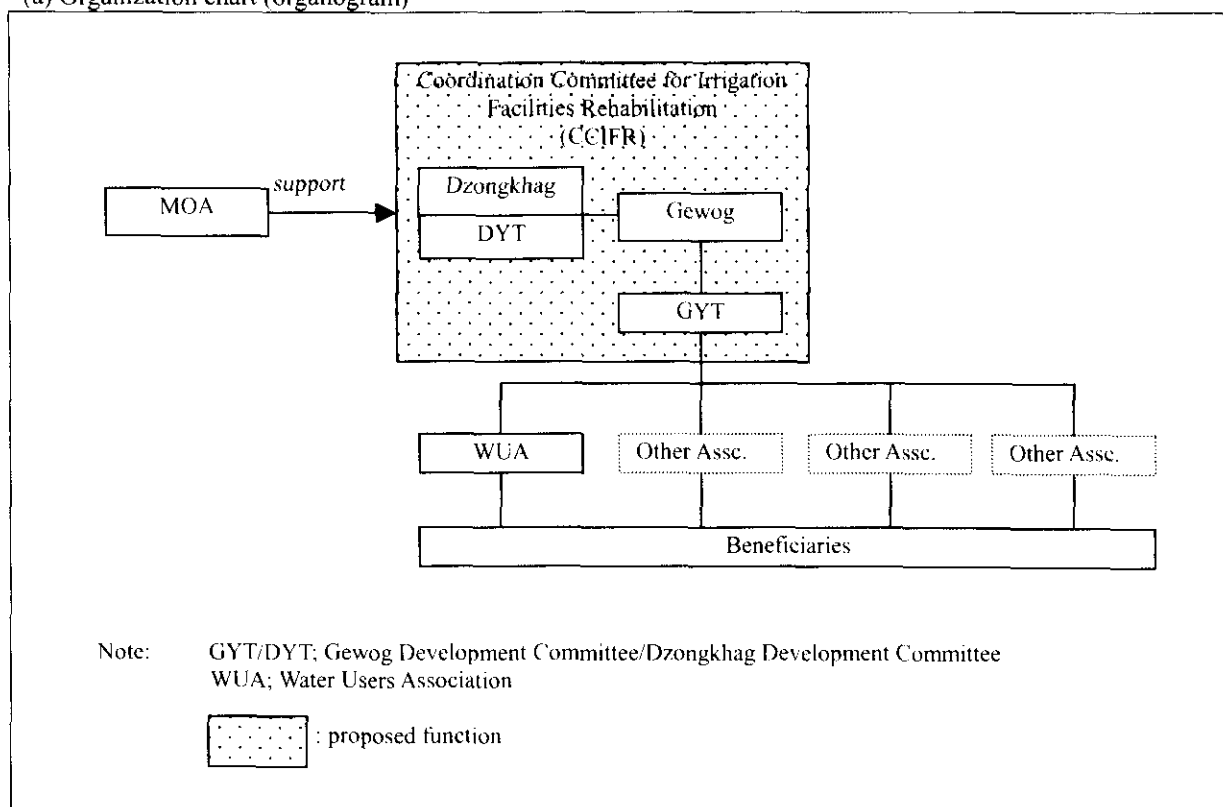 (a) Organization chart (organogram)
Coordination Committee for Irrigation
Facilities Rehabilitation
(CCIFR)
support
MOA
Dzongkhag
DYT
Gewog
GYT
WUA
Other Assc.
Other Assc.
Other Assc.
Beneficiaries
Note: GYT/DYT; Gewog Development Committee/Dzongkhag Development Committee
WUA; Water Users Association
: proposed function